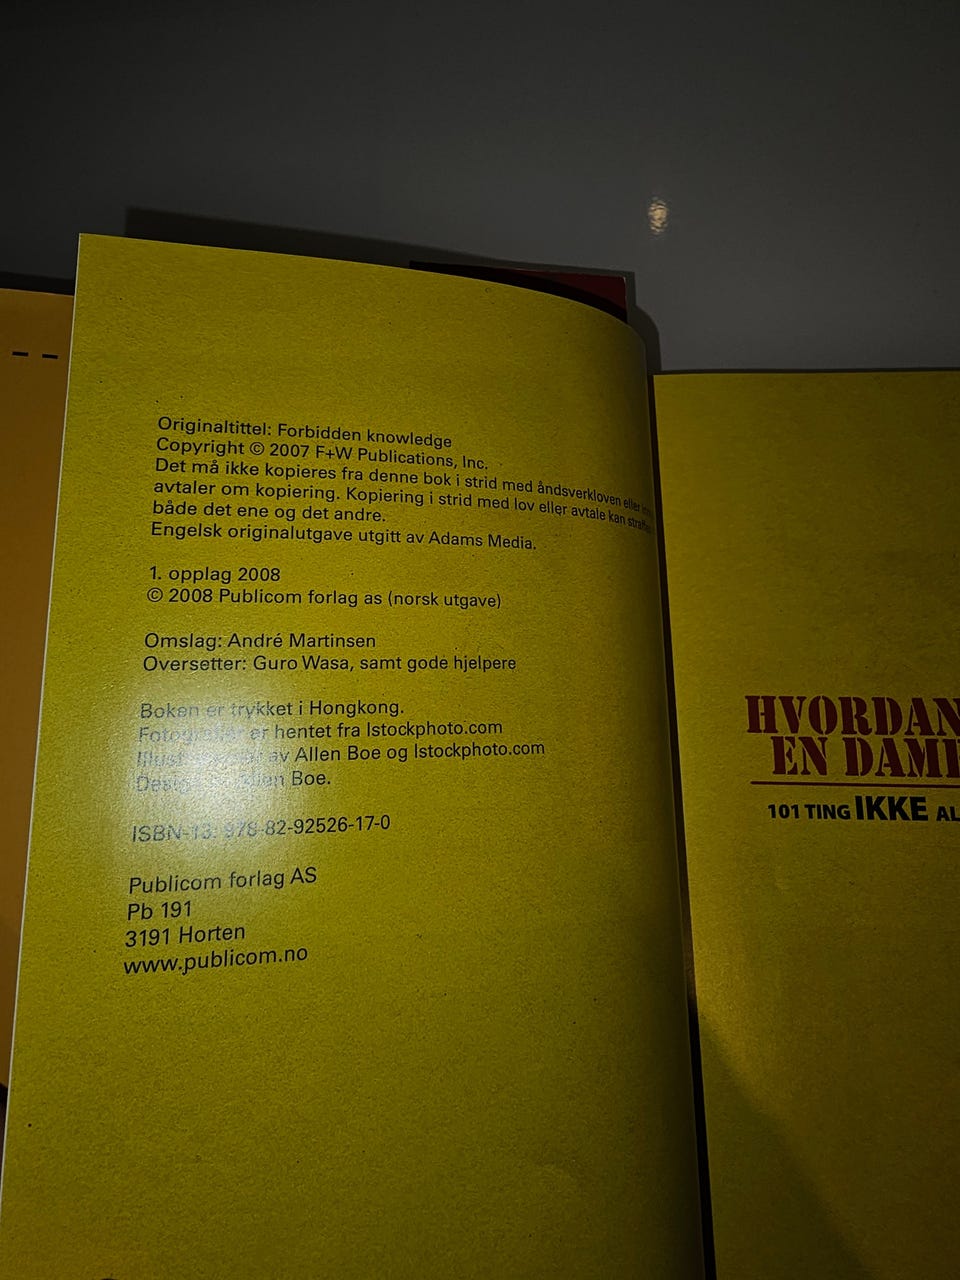 Originaltittel: Forbidden knowledge
Copyright © 2007 F+W Publications, Inc.
Det må ikke kopieres fra denne bok i strid med åndsverkloven eller
avtaler om kopiering. Kopiering i strid med lov eller avtale kan
både det ene og det andre.
Engelsk originalutgave utgitt av Adams Media.
1. opplag 2008
© 2008 Publicom forlag as (norsk utgave)
Omslag: André Martinsen
Oversetter: Guro Wasa, samt gode hjelpere
Boken er trykket i Hongkong.
er hentet fra Istockphoto.com
av Allen Boe og Istockphoto.com
Allen Boe.
ISBN-13: 978-82-92526-17-0
Publicom forlag AS
Pb 191
3191 Horten
www.publicom.no
HVORDAN
EN DAME
101 TING IKKE AL